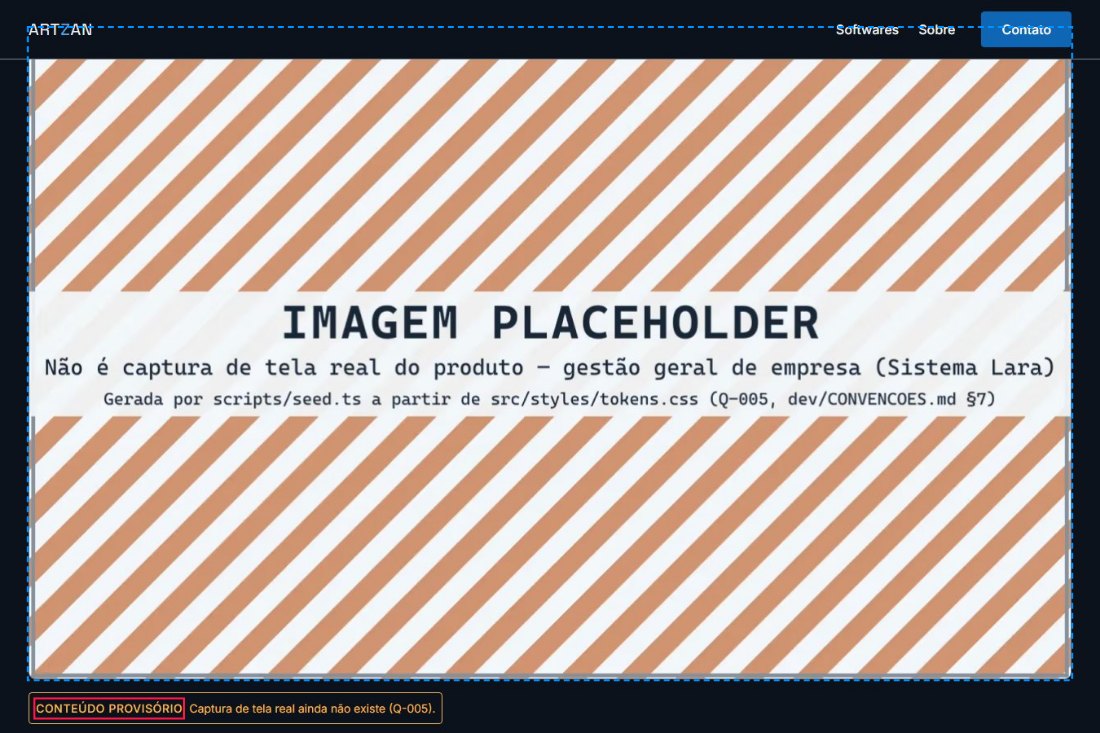 ARTZAN
Softwares Sobre Contato
IMAGEM PLACEHOLDER
Não é captura de tela real do produto — gestão geral de empresa (Sistema Lara)
Gerada por scripts/seed.ts a partir de src/styles/tokens.css (Q-005, dev/CONVENCOES.md §7)
CONTEÚDO PROVISÓRIO Captura de tela real ainda não existe (Q-005).